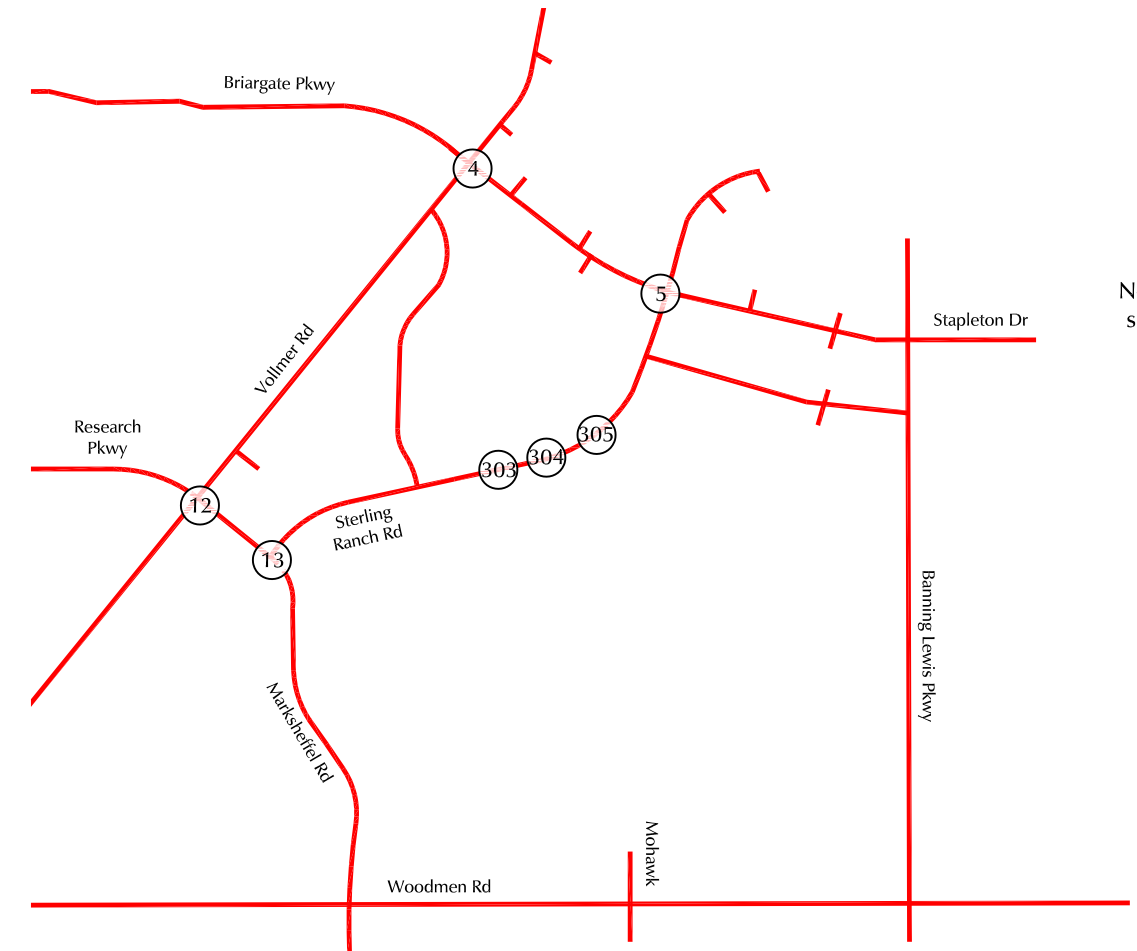 Briargate Pkwy
4
5
N
s
Stapleton Dr
Vollmer Rd
Research
Pkwy
305
304
303
12
Sterling
Ranch Rd
13
Banning Lewis Pkwy
Marksheffel Rd
Mohawk
Woodmen Rd